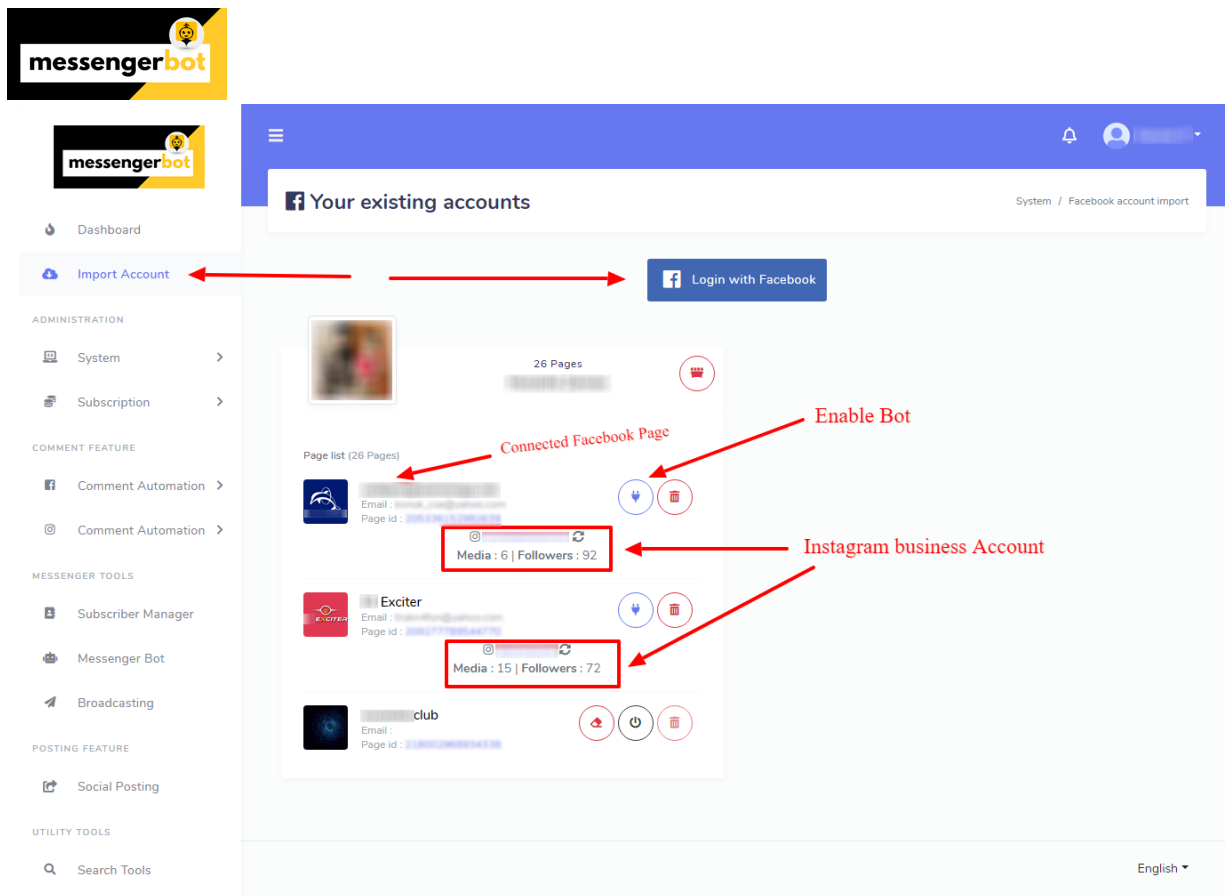 messengerbot
messengerbot
Your existing accounts
System / Facebook account import
Dashboard
Import Account
Login with Facebook
ADMINISTRATION
System
Subscription
26 Pages
Enable Bot
Connected Facebook Page
COMMENT FEATURE
Page list (26 Pages)
Comment Automation
Email :
Page id :
Comment Automation
Media : 6 | Followers : 92
Instagram business Account
MESSENGER TOOLS
Subscriber Manager
Exciter
EXCITER
Email :
Page id :
Messenger Bot
Media : 15 | Followers : 72
Broadcasting
club
Email :
Page id :
POSTING FEATURE
Social Posting
UTILITY TOOLS
Search Tools
English